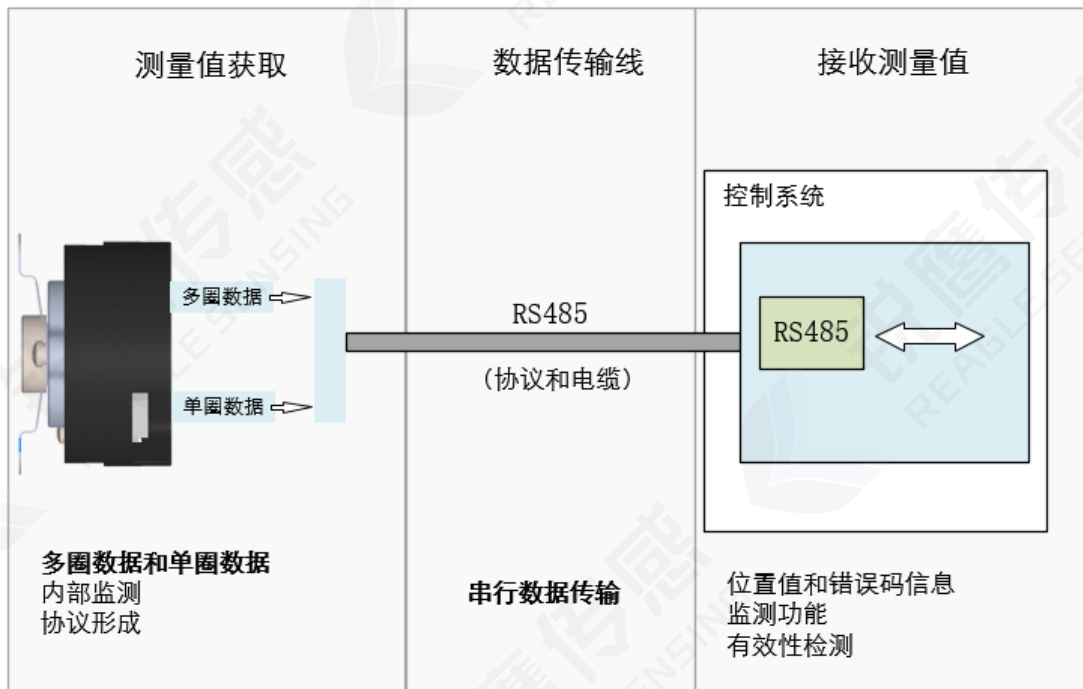 测量值获取
数据传输线
接收测量值
控制系统
多圈数据
RS485
RS485
(协议和电缆)
单圈数据
多圈数据和单圈数据
内部监测
协议形成
串行数据传输
位置值和错误码信息
监测功能
有效性检测